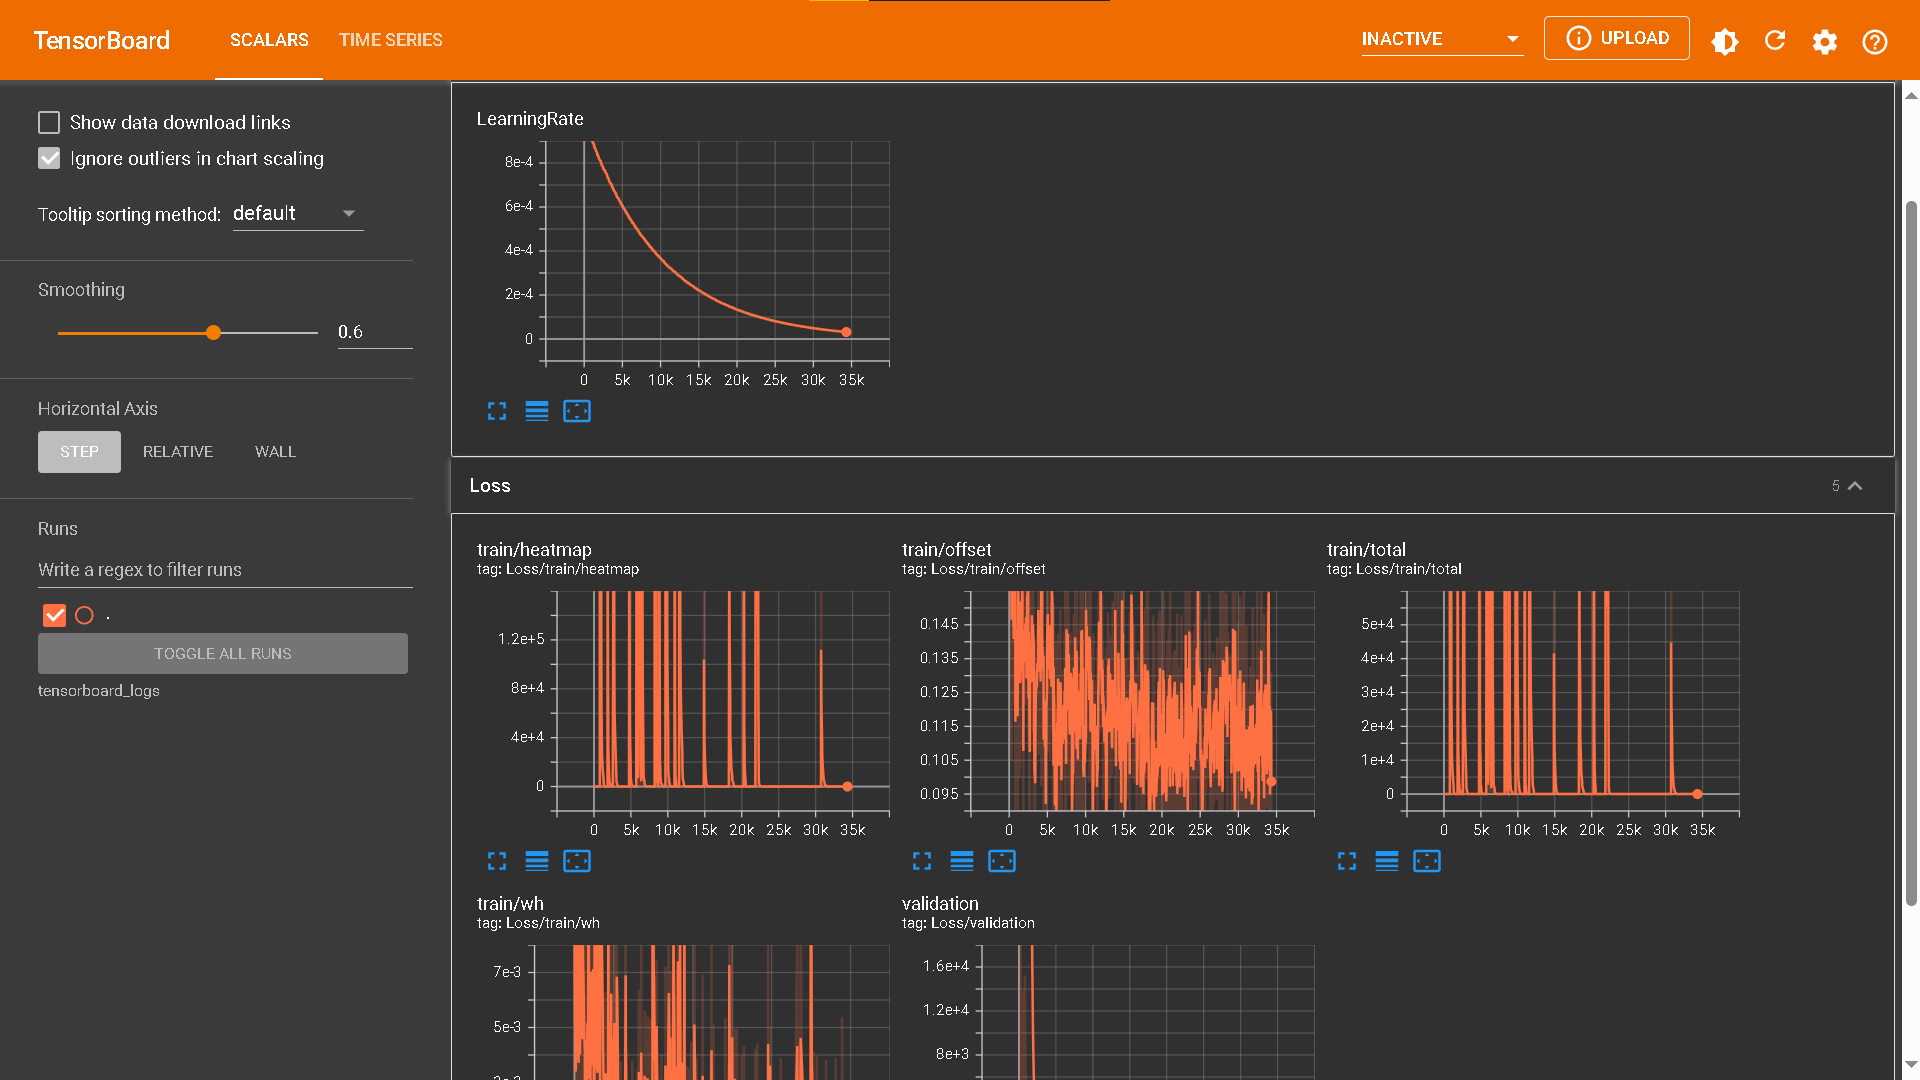 TensorBoard
SCALARS
TIME SERIES
INACTIVE
UPLOAD
Show data download links
Ignore outliers in chart scaling
Tooltip sorting method: default
Smoothing
0.6
Horizontal Axis
STEP
RELATIVE
WALL
Runs
Write a regex to filter runs
.
TOGGLE ALL RUNS
tensorboard_logs
LearningRate
8e-4
6e-4
4e-4
2e-4
0
0 5k 10k 15k 20k 25k 30k 35k
Loss
5
train/heatmap
tag: Loss/train/heatmap
1.2e+5
8e+4
4e+4
0
0 5k 10k 15k 20k 25k 30k 35k
train/offset
tag: Loss/train/offset
0.145
0.135
0.125
0.115
0.105
0.095
0 5k 10k 15k 20k 25k 30k 35k
train/total
tag: Loss/train/total
5e+4
4e+4
3e+4
2e+4
1e+4
0
0 5k 10k 15k 20k 25k 30k 35k
train/wh
tag: Loss/train/wh
7e-3
5e-3
validation
tag: Loss/validation
1.6e+4
1.2e+4
8e+3